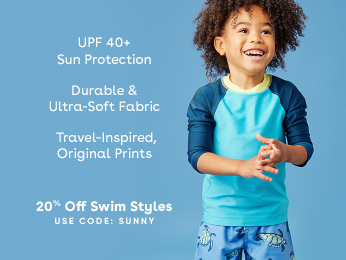 UPF 40+
Sun Protection
Durable &
Ultra-Soft Fabric
Travel-Inspired,
Original Prints
20% Off Swim Styles
USE CODE: SUNNY